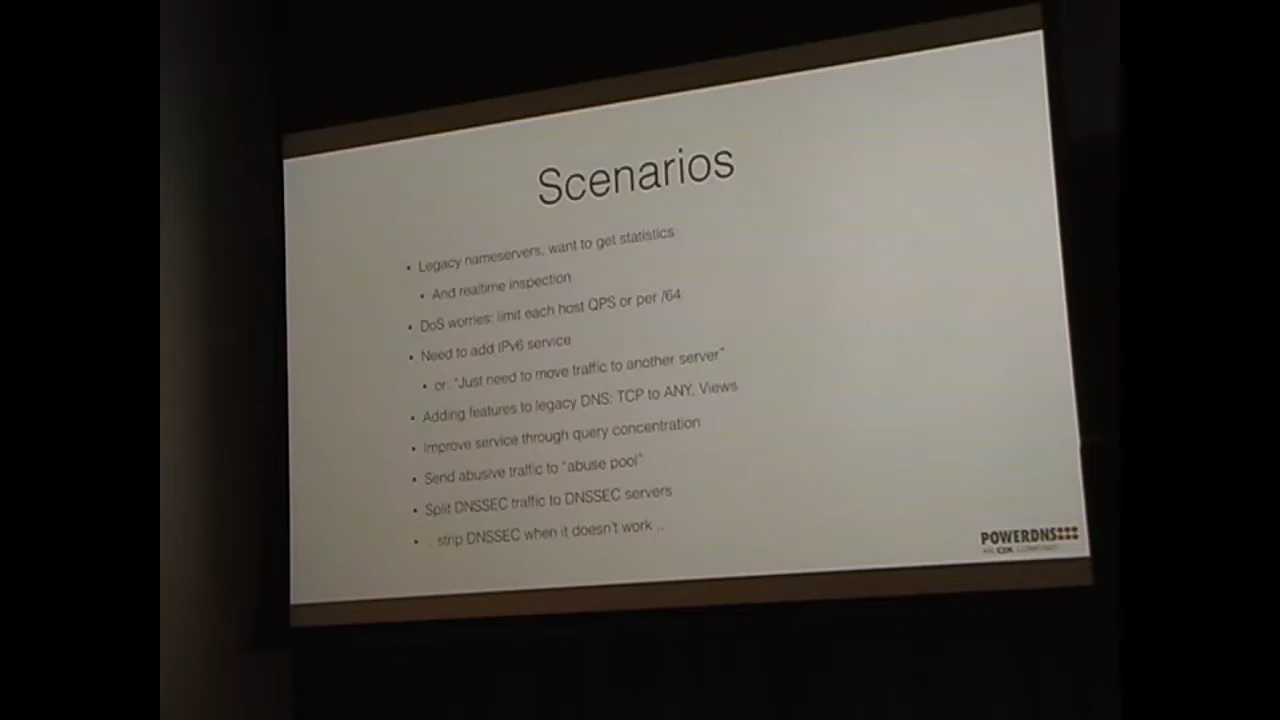 Scenarios
• Legacy nameservers, want to get statistics
• And realtime inspection
• DoS worries: limit each host QPS or per /64
• Need to add IPv6 service
• or: "Just need to move traffic to another server"
• Adding features to legacy DNS: TCP to ANY, Views
• Improve service through query concentration
• Send abusive traffic to "abuse pool"
• Split DNSSEC traffic to DNSSEC servers
• .. strip DNSSEC when it doesn't work ..
POWERDNS
AN OX COMPANY